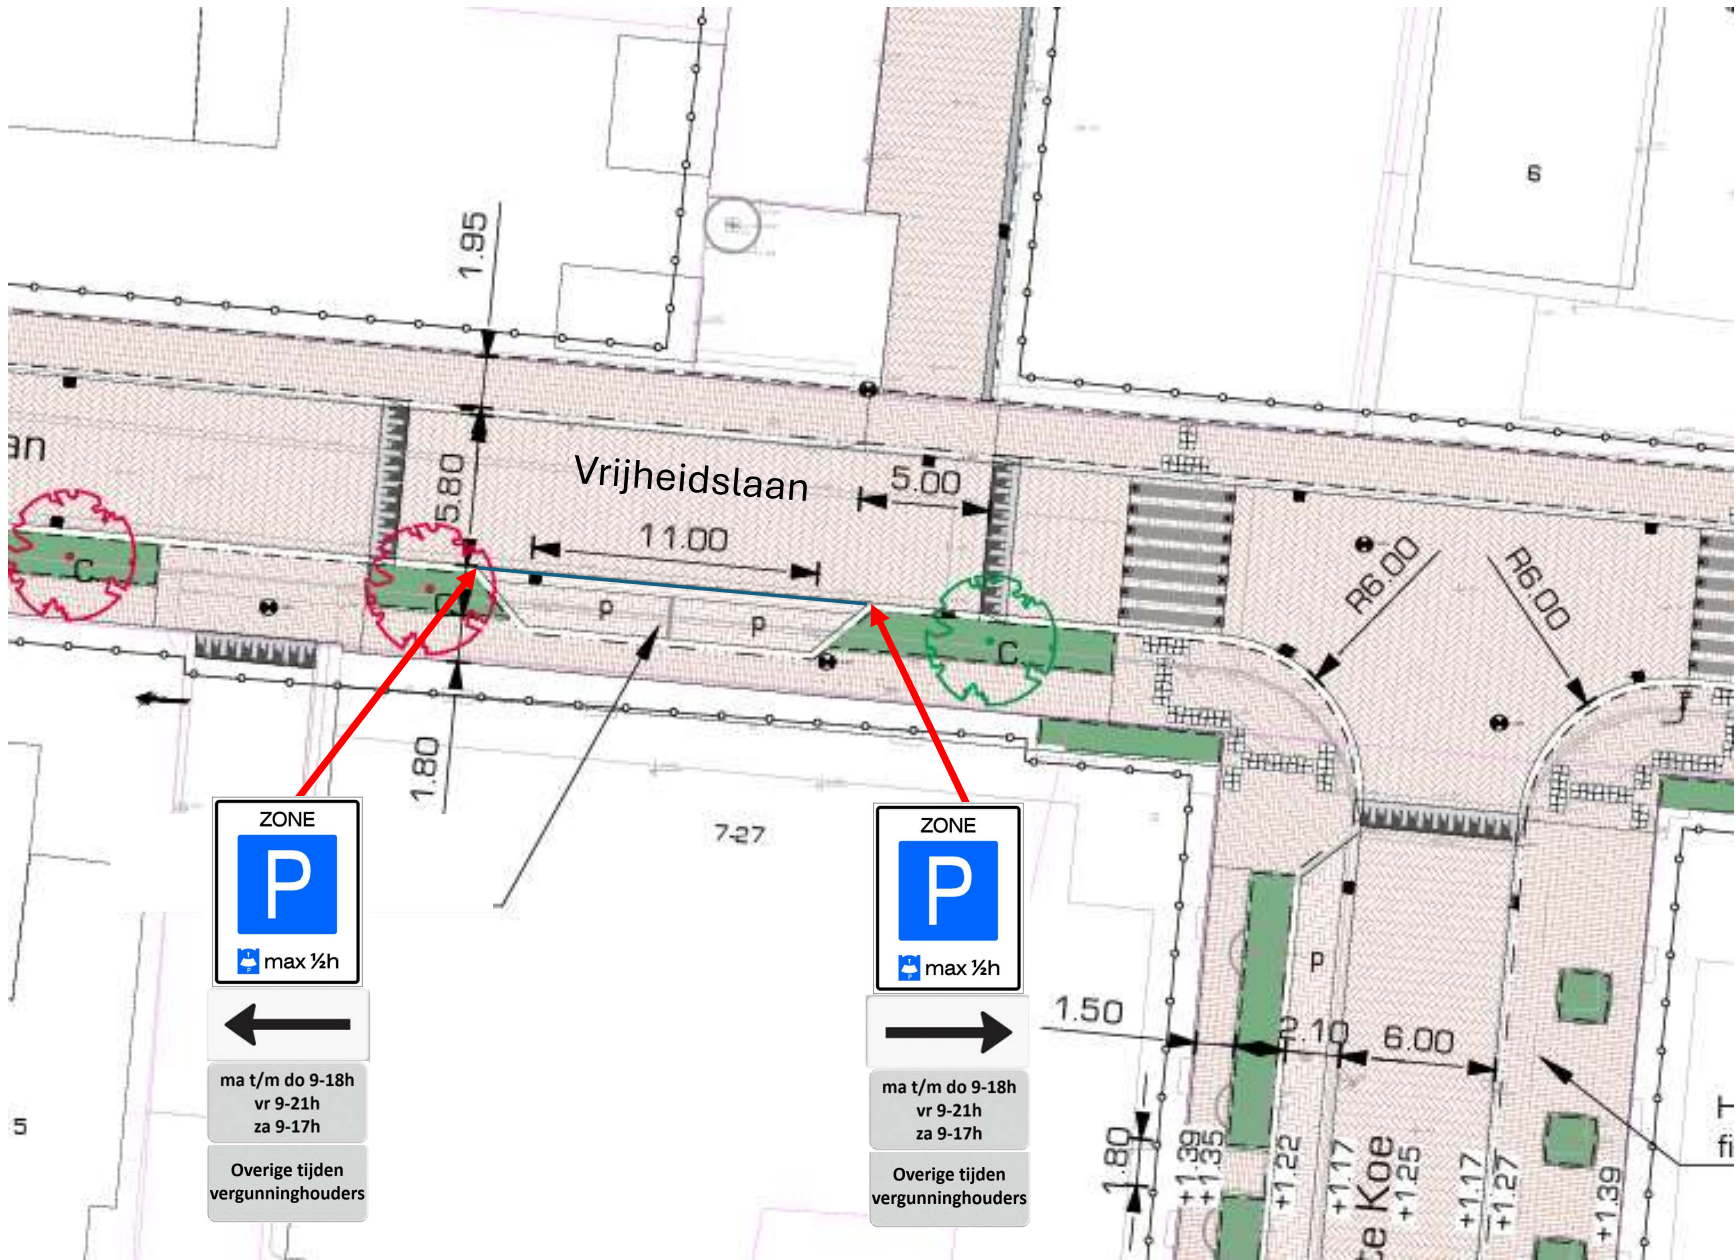 6
1.95
an
Vrijheidslaan
5.80
5.00
11.00
R6.00
R6.00
C
C
P
P
C
1.80
7-27
ZONE
P
max ½h
ma t/m do 9-18h
vr 9-21h
za 9-17h
Overige tijden
vergunninghouders
ZONE
P
max ½h
ma t/m do 9-18h
vr 9-21h
za 9-17h
Overige tijden
vergunninghouders
P
1.50
2.10
6.00
5
1.80
+1.39
+1.35
+1.22
+1.17
+1.25
+1.17
+1.27
+1.39
te Koe
fi